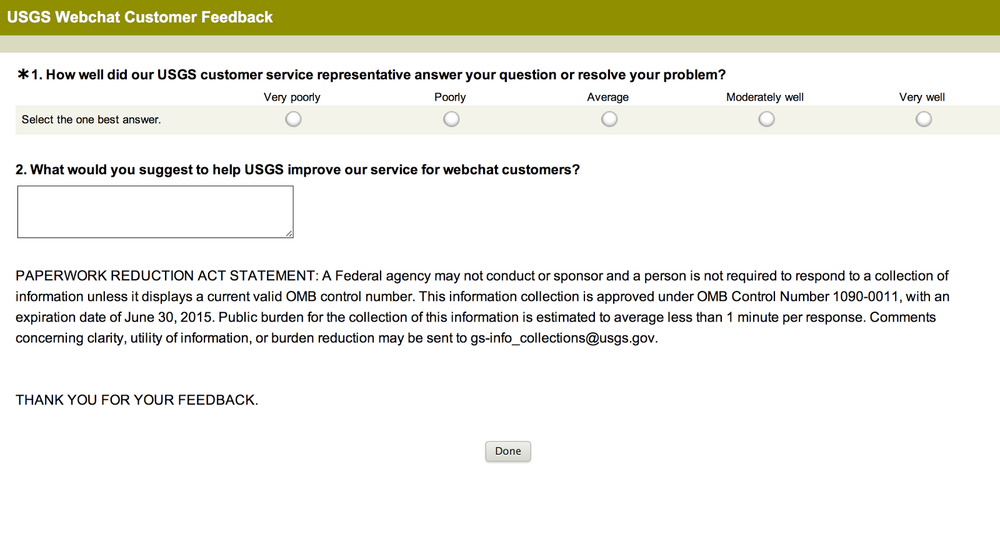 USGS Webchat Customer Feedback
*1. How well did our USGS customer service representative answer your question or resolve your problem?
Very poorly Poorly Average Moderately well Very well
Select the one best answer.
2. What would you suggest to help USGS improve our service for webchat customers?
PAPERWORK REDUCTION ACT STATEMENT: A Federal agency may not conduct or sponsor and a person is not required to respond to a collection of
information unless it displays a current valid OMB control number. This information collection is approved under OMB Control Number 1090-0011, with an
expiration date of June 30, 2015. Public burden for the collection of this information is estimated to average less than 1 minute per response. Comments
concerning clarity, utility of information, or burden reduction may be sent to gs-info_collections@usgs.gov.
THANK YOU FOR YOUR FEEDBACK.
Done